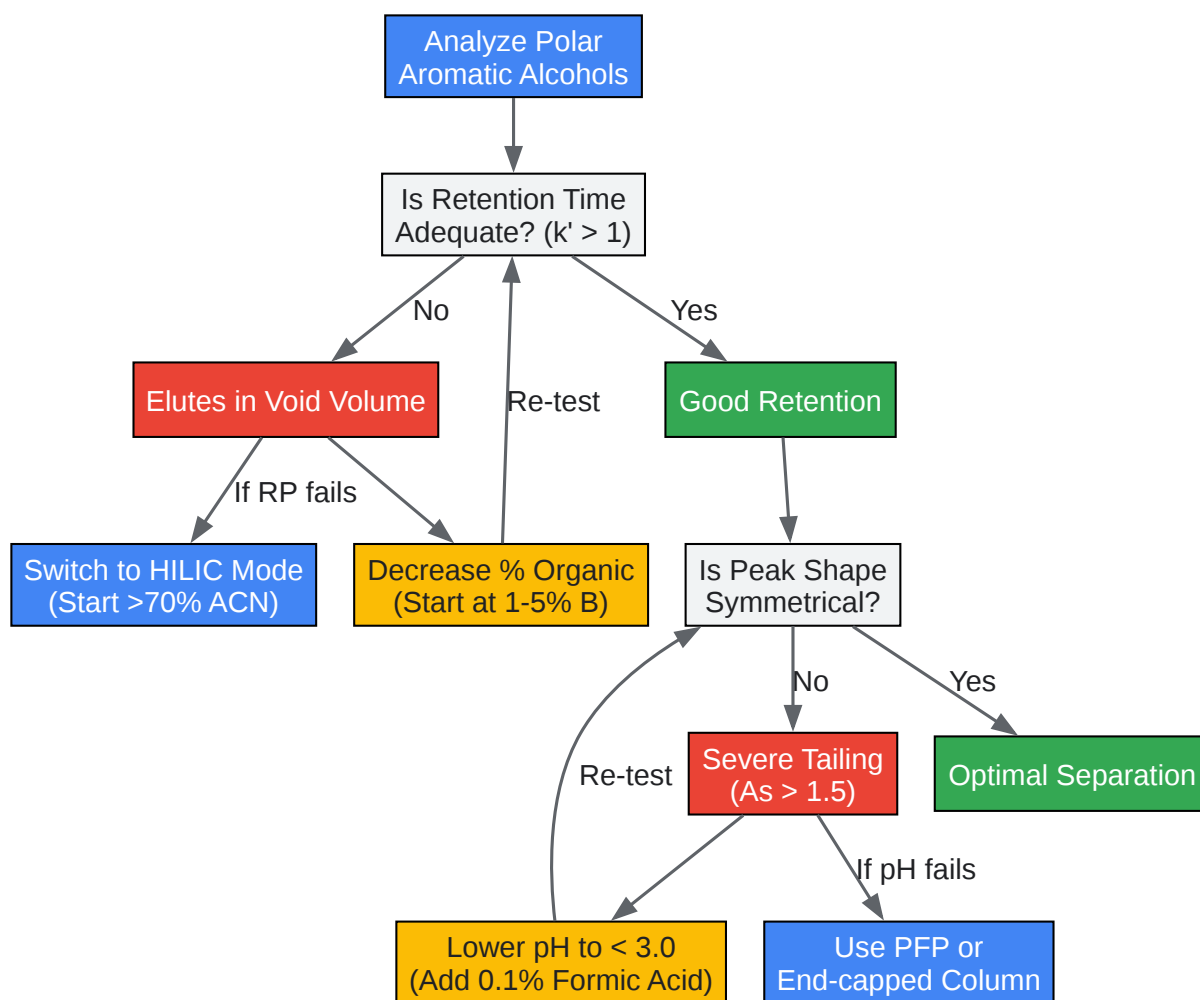 Analyze Polar
Aromatic Alcohols
Is Retention Time
Adequate? (k' > 1)
No
Yes
Elutes in Void Volume
Re-test
Good Retention
If RP fails
Switch to HILIC Mode
(Start >70% ACN)
Decrease % Organic
(Start at 1-5% B)
Is Peak Shape
Symmetrical?
No
Yes
Re-test
Severe Tailing
(As > 1.5)
Optimal Separation
If pH fails
Lower pH to < 3.0
(Add 0.1% Formic Acid)
Use PFP or
End-capped Column